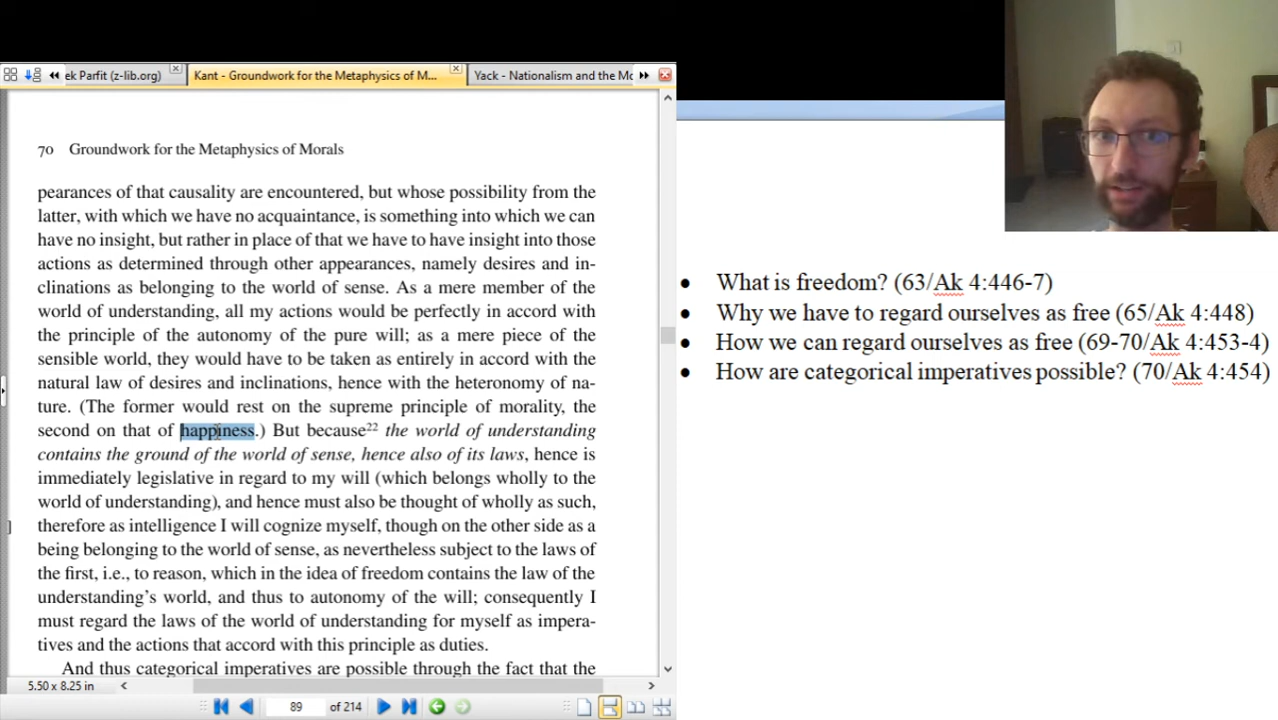 ek Parfit (z-lib.org)
Kant - Groundwork for the Metaphysics of M...
Yack - Nationalism and the Mo
70 Groundwork for the Metaphysics of Morals
pearances of that causality are encountered, but whose possibility from the
latter, with which we have no acquaintance, is something into which we can
have no insight, but rather in place of that we have to have insight into those
actions as determined through other appearances, namely desires and in-
clinations as belonging to the world of sense. As a mere member of the
world of understanding, all my actions would be perfectly in accord with
the principle of the autonomy of the pure will; as a mere piece of the
sensible world, they would have to be taken as entirely in accord with the
natural law of desires and inclinations, hence with the heteronomy of na-
ture. (The former would rest on the supreme principle of morality, the
second on that of happiness.) But because22 the world of understanding
contains the ground of the world of sense, hence also of its laws, hence is
immediately legislative in regard to my will (which belongs wholly to the
world of understanding), and hence must also be thought of wholly as such,
therefore as intelligence I will cognize myself, though on the other side as a
being belonging to the world of sense, as nevertheless subject to the laws of
the first, i.e., to reason, which in the idea of freedom contains the law of the
understanding's world, and thus to autonomy of the will; consequently I
must regard the laws of the world of understanding for myself as impera-
tives and the actions that accord with this principle as duties.
And thus categorical imperatives are possible through the fact that the
5.50 x 8.25 in
89 of 214
• What is freedom? (63/Ak 4:446-7)
• Why we have to regard ourselves as free (65/Ak 4:448)
• How we can regard ourselves as free (69-70/Ak 4:453-4)
• How are categorical imperatives possible? (70/Ak 4:454)